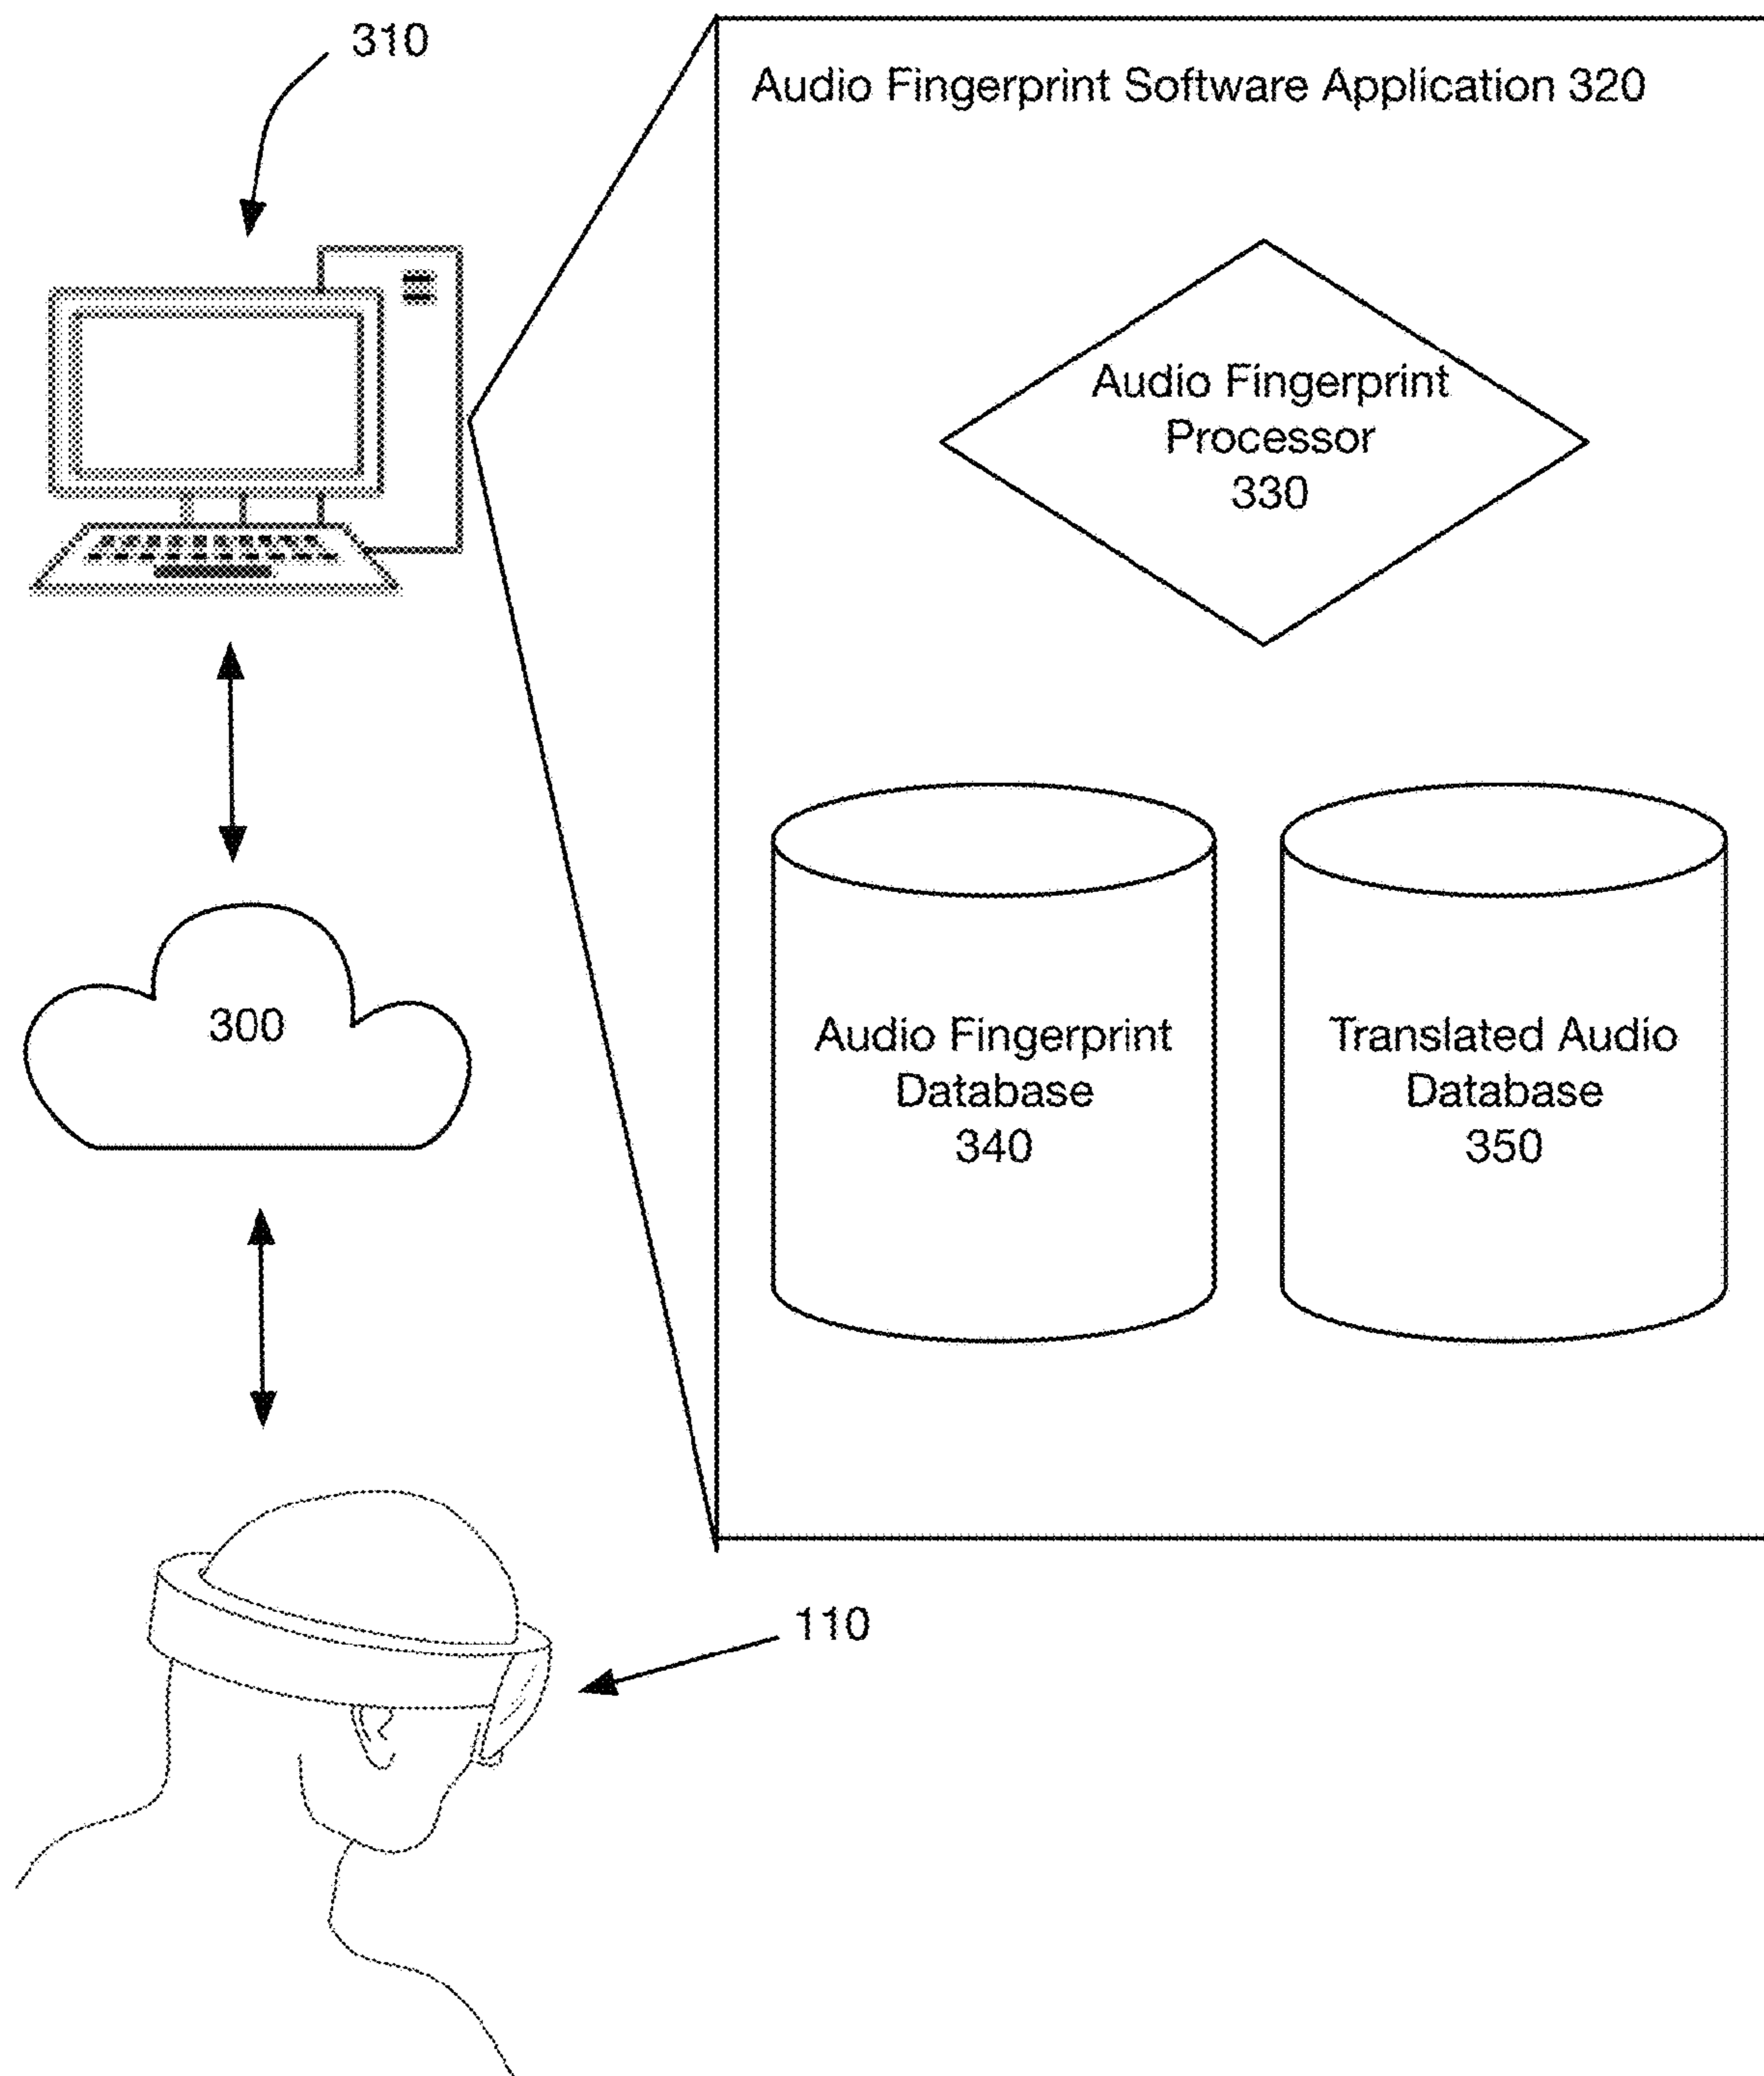 310
Audio Fingerprint Software Application 320
Audio Fingerprint
Processor
330
300
Audio Fingerprint
Database
340
Translated Audio
Database
350
110